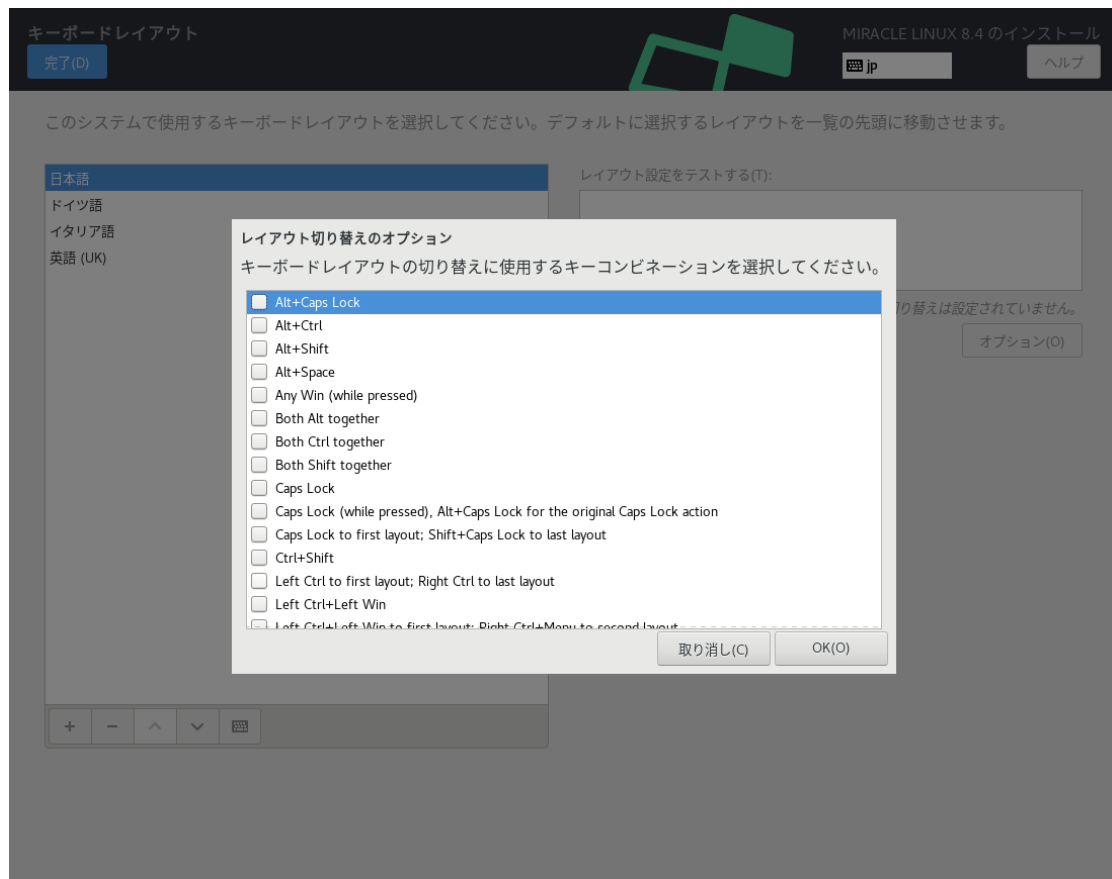 キーボードレイアウト
MIRACLE LINUX 8.4 のインストール
完了(D)
jp
ヘルプ
このシステムで使用するキーボードレイアウトを選択してください。デフォルトに選択するレイアウトを一覧の先頭に移動させます。
日本語
ドイツ語
イタリア語
英語 (UK)
レイアウト設定をテストする(T):
り替えは設定されていません。
オプション(O)
レイアウト切り替えのオプション
キーボードレイアウトの切り替えに使用するキーコンビネーションを選択してください。
Alt+Caps Lock
Alt+Ctrl
Alt+Shift
Alt+Space
Any Win (while pressed)
Both Alt together
Both Ctrl together
Both Shift together
Caps Lock
Caps Lock (while pressed), Alt+Caps Lock for the original Caps Lock action
Caps Lock to first layout; Shift+Caps Lock to last layout
Ctrl+Shift
Left Ctrl to first layout; Right Ctrl to last layout
Left Ctrl+Left Win
Left Ctrl+Left Win to first layout; Right Ctrl+Menu to second layout
取り消し(C)
OK(O)